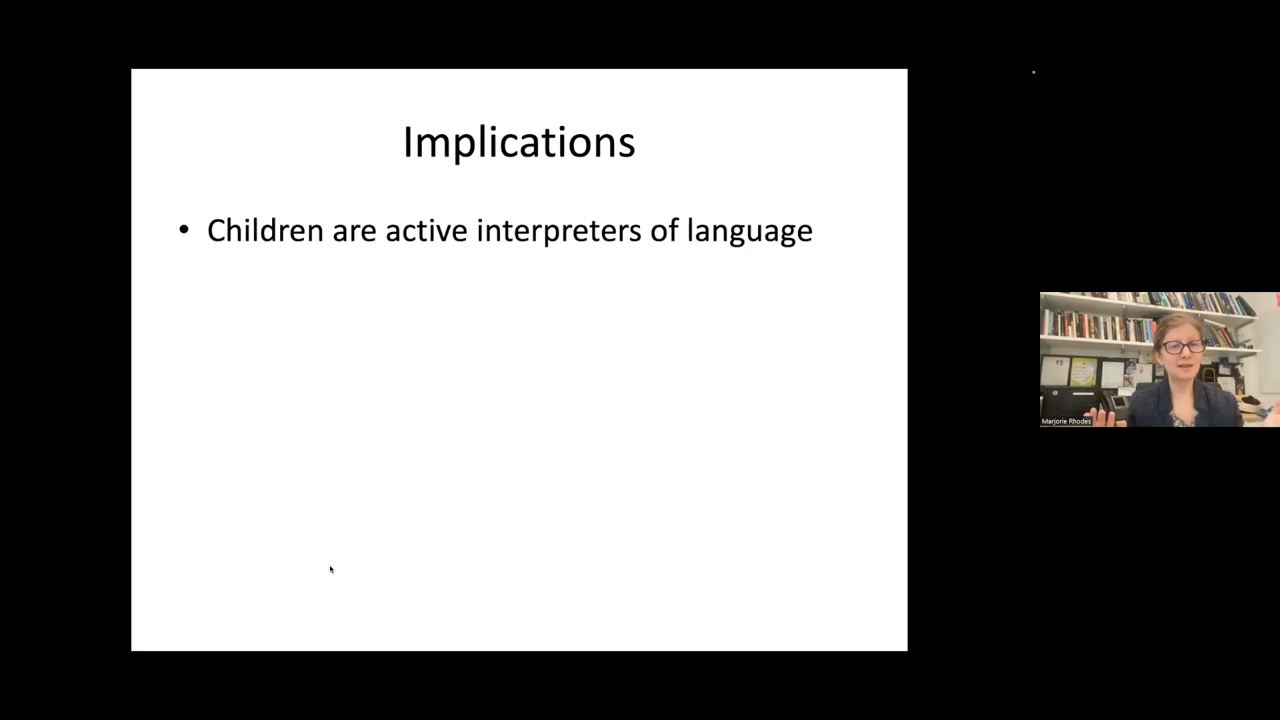 Implications
• Children are active interpreters of language
Marjorie Rhodes